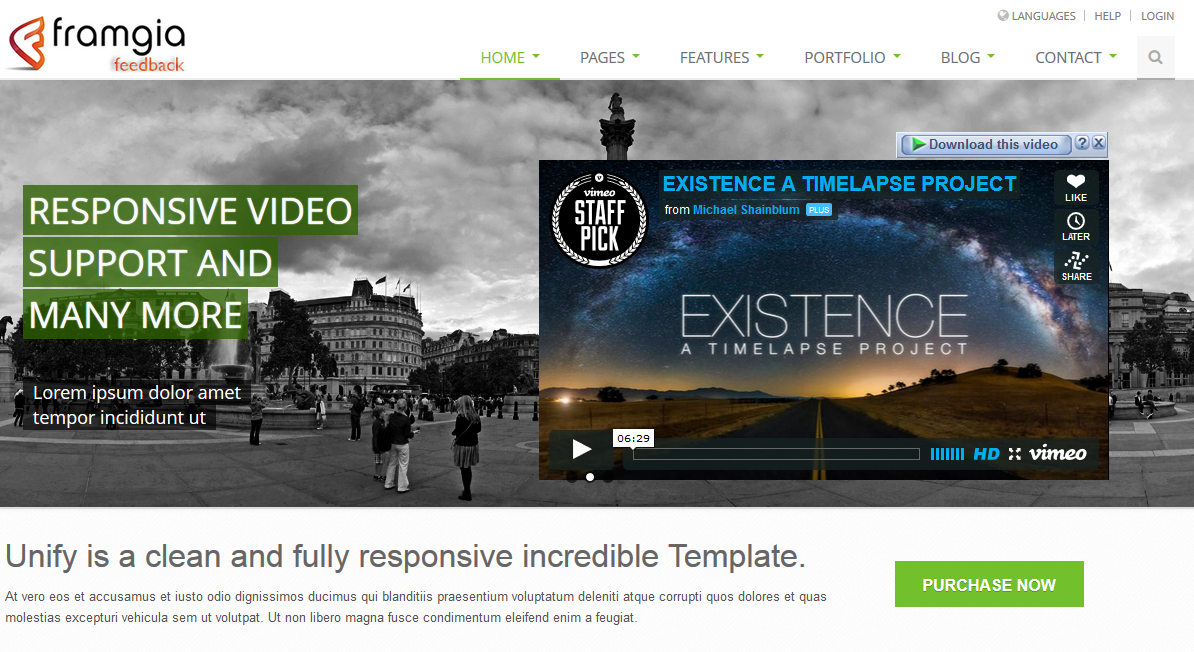 framgia
feedback
LANGUAGES | HELP | LOGIN
HOME PAGES FEATURES PORTFOLIO BLOG CONTACT
Download this video ? X
RESPONSIVE VIDEO
SUPPORT AND
MANY MORE
Lorem ipsum dolor amet
tempor incididunt ut
V
vimeo
STAFF
PICK
EXISTENCE A TIMELAPSE PROJECT
from Michael Shainblum PLUS
LIKE
LATER
SHARE
EXISTENCE
A TIMELAPSE PROJECT
06:29
HD vimeo
Unify is a clean and fully responsive incredible Template.
At vero eos et accusamus et iusto odio dignissimos ducimus qui blanditiis praesentium voluptatum deleniti atque corrupti quos dolores et quas
molestias excepturi vehicula sem ut volutpat. Ut non libero magna fusce condimentum eleifend enim a feugiat.
PURCHASE NOW